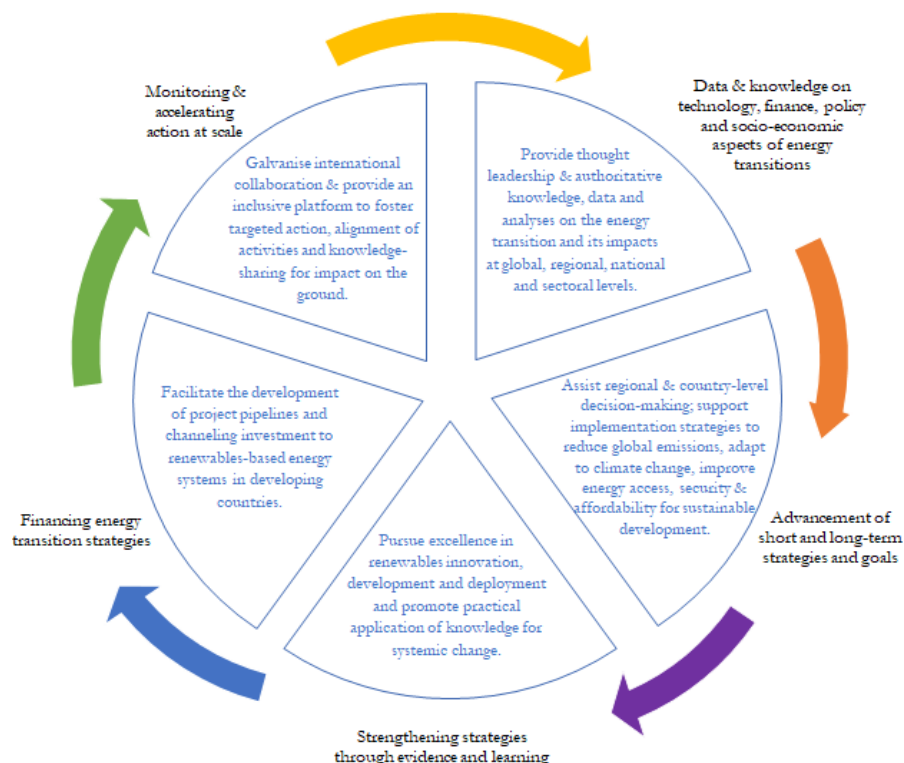 Monitoring &
accelerating
action at scale
Data & knowledge on
technology, finance, policy
and socio-economic
aspects of energy
transitions
Galvanise international
collaboration & provide an
inclusive platform to foster
targeted action, alignment of
activities and knowledge-
sharing for impact on the
ground.
Provide thought
leadership & authoritative
knowledge, data and
analyses on the energy
transition and its impacts
at global, regional, national
and sectoral levels.
Facilitate the development
of project pipelines and
channeling investment to
renewables-based energy
systems in developing
countries.
Assist regional & country-level
decision-making; support
implementation strategies to
reduce global emissions, adapt
to climate change, improve
energy access, security &
affordability for sustainable
development.
Financing energy
transition strategies
Advancement of
short and long-term
strategies and goals
Pursue excellence in
renewables innovation,
development and deployment
and promote practical
application of knowledge for
systemic change.
Strengthening strategies
through evidence and learning